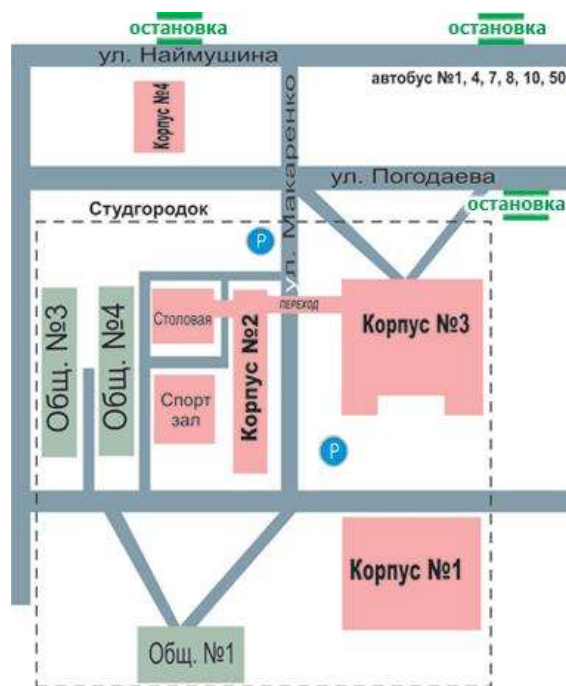 остановка
остановка
ул. Наймушина
автобус №1, 4, 7, 8, 10, 50
Корпус №4
ул. Макаренко
ул. Погодаева
остановка
Студгородок
P
Общ. №3
Общ. №4
Столовая
Корпус №2
ПЕРЕХОД
Корпус №3
Спорт
зал
P
Корпус №1
Общ. №1